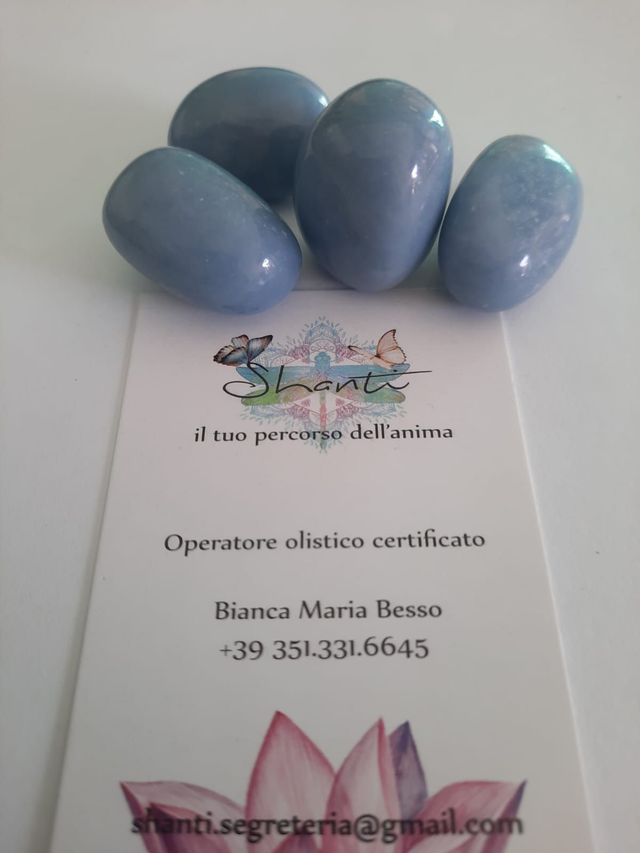 Shanti
il tuo percorso dell'anima
Operatore olistico certificato
Bianca Maria Besso
+39 351.331.6645
shanti.segreteria@gmail.com